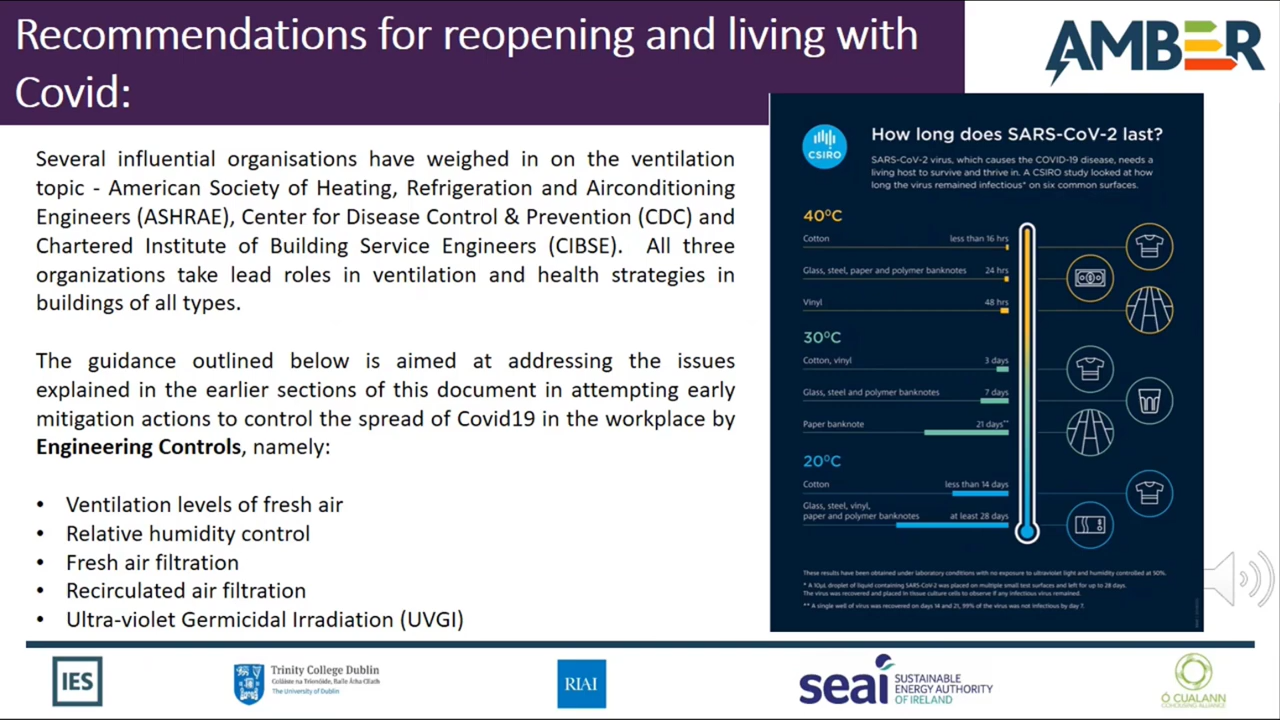 Recommendations for reopening and living with
Covid:
AMBER
Several influential organisations have weighed in on the ventilation
topic - American Society of Heating, Refrigeration and Airconditioning
Engineers (ASHRAE), Center for Disease Control & Prevention (CDC) and
Chartered Institute of Building Service Engineers (CIBSE). All three
organizations take lead roles in ventilation and health strategies in
buildings of all types.
The guidance outlined below is aimed at addressing the issues
explained in the earlier sections of this document in attempting early
mitigation actions to control the spread of Covid19 in the workplace by
Engineering Controls, namely:
• Ventilation levels of fresh air
• Relative humidity control
• Fresh air filtration
• Recirculated air filtration
• Ultra-violet Germicidal Irradiation (UVGI)
CSIRO
How long does SARS-CoV-2 last?
SARS-CoV-2 virus, which causes the COVID-19 disease, needs a
living host to survive and thrive in. A CSIRO study looked at how
long the virus remained infectious* on six common surfaces.
40°C
Cotton less than 16 hrs
Glass, steel, paper and polymer banknotes 24 hrs
Vinyl 48 hrs
30°C
Cotton, vinyl 3 days
Glass, steel and polymer banknotes 7 days
Paper banknote 21 days**
20°C
Cotton less than 14 days
Glass, steel, vinyl,
paper and polymer banknotes at least 28 days
These results have been obtained under laboratory conditions with no exposure to ultraviolet light and humidity controlled at 50%.
* A 10µL droplet of liquid containing SARS-CoV-2 was placed on multiple small test surfaces and left for up to 28 days.
The virus was recovered and placed in tissue culture cells to observe if any infectious virus remained.
** A single well of virus was recovered on days 14 and 21, 99% of the virus was not infectious by day 7.
IES
Trinity College Dublin
Coláiste na Tríonóide, Baile Átha Cliath
The University of Dublin
RIAI
seai SUSTAINABLE
ENERGY AUTHORITY
OF IRELAND
Ó CUALANN
COHOUSING ALLIANCE